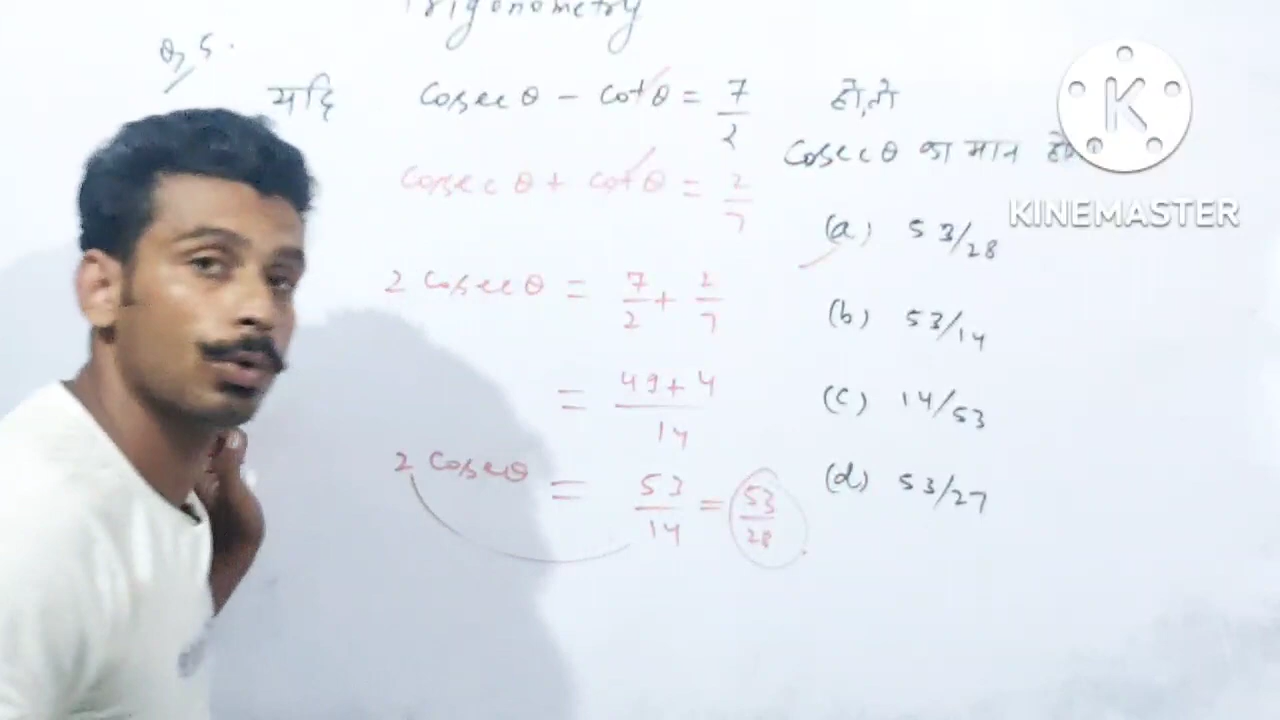 Trigonometry
Q 5.
यदि cosec θ − cot θ = 7/2 हो, तो
cosec θ का मान
cosec θ + cot θ = 2/7
(a) 53/28
2 cosec θ = 7/2 + 2/7
(b) 53/14
= 49+4/14
(c) 14/53
2 cosec θ = 53/14 = 53/28
(d) 53/27
K
KINEMASTER